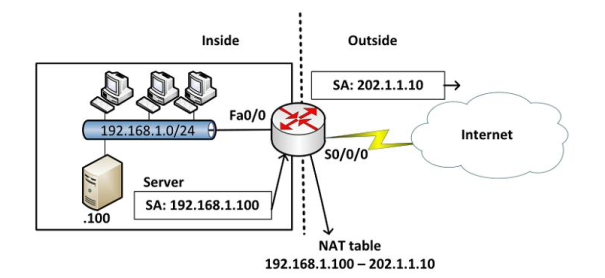 Inside
Outside
SA: 202.1.1.10
Fa0/0
192.168.1.0/24
Internet
S0/0/0
Server
SA: 192.168.1.100
.100
NAT table
192.168.1.100 – 202.1.1.10